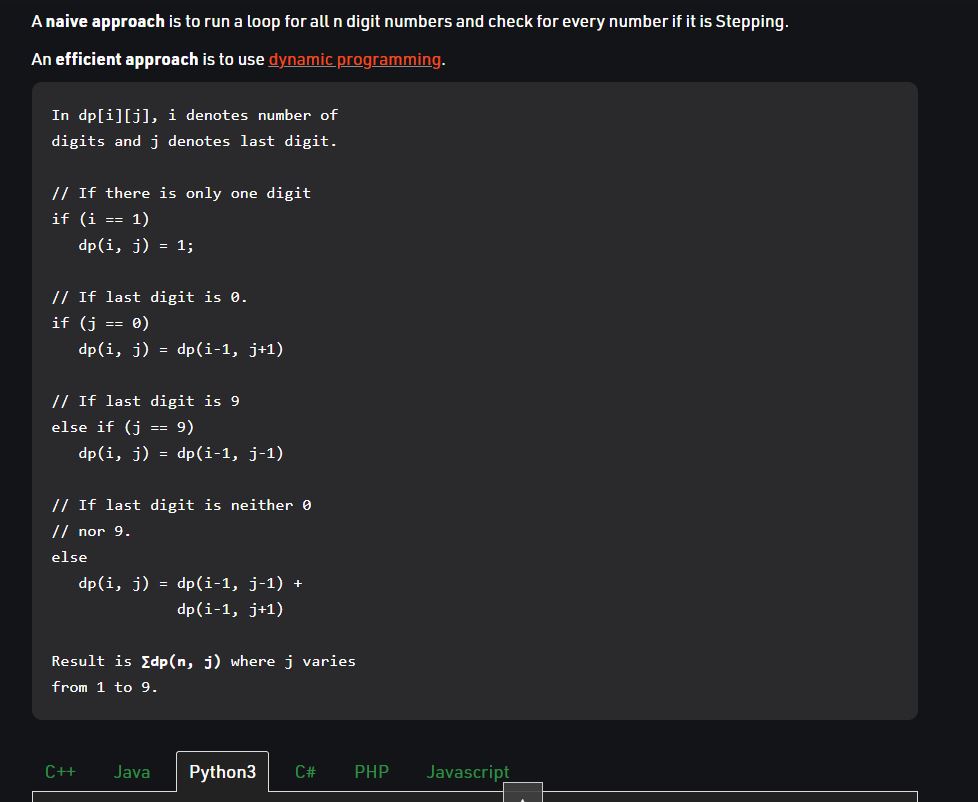 A naive approach is to run a loop for all n digit numbers and check for every number if it is Stepping.
An efficient approach is to use dynamic programming.
In dp[i][j], i denotes number of
digits and j denotes last digit.
// If there is only one digit
if (i == 1)
dp(i, j) = 1;
// If last digit is 0.
if (j == 0)
dp(i, j) = dp(i-1, j+1)
// If last digit is 9
else if (j == 9)
dp(i, j) = dp(i-1, j-1)
// If last digit is neither 0
// nor 9.
else
dp(i, j) = dp(i-1, j-1) +
dp(i-1, j+1)
Result is ∑dp(n, j) where j varies
from 1 to 9.
C++ Java Python3 C# PHP Javascript